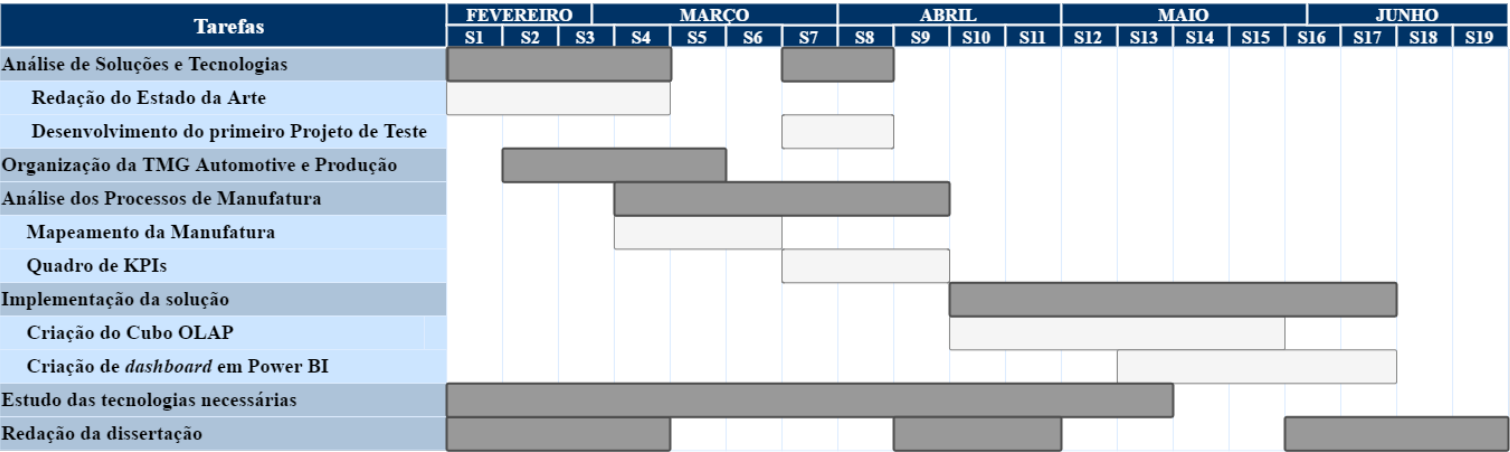 Tarefas
FEVEREIRO MARÇO ABRIL MAIO JUNHO
S1 S2 S3 S4 S5 S6 S7 S8 S9 S10 S11 S12 S13 S14 S15 S16 S17 S18 S19
Análise de Soluções e Tecnologias
Redação do Estado da Arte
Desenvolvimento do primeiro Projeto de Teste
Organização da TMG Automotive e Produção
Análise dos Processos de Manufatura
Mapeamento da Manufatura
Quadro de KPIs
Implementação da solução
Criação do Cubo OLAP
Criação de dashboard em Power BI
Estudo das tecnologias necessárias
Redação da dissertação